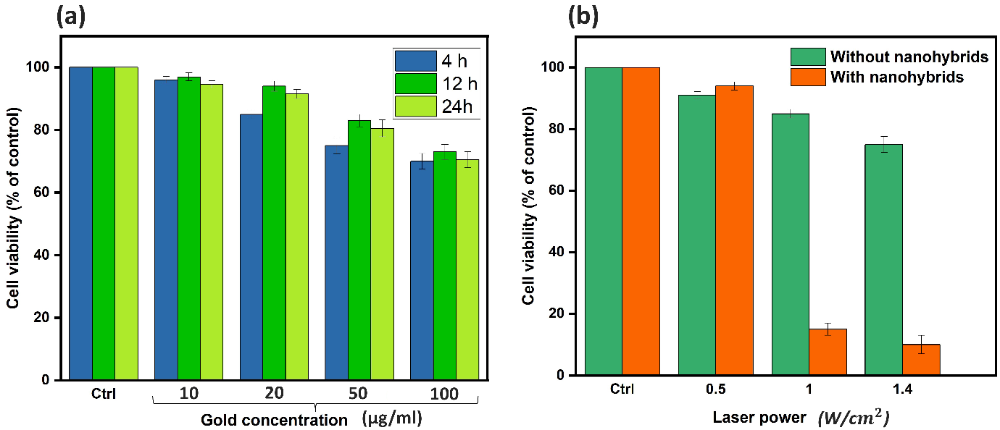 (a)
Cell viability (% of control)
100
80
60
40
20
0
4 h
12 h
24h
Ctrl 10 20 50 100
Gold concentration (μg/ml)
(b)
Cell viability (% of control)
100
80
60
40
20
0
Without nanohybrids
With nanohybrids
Ctrl 0.5 1 1.4
Laser power (W/cm²)